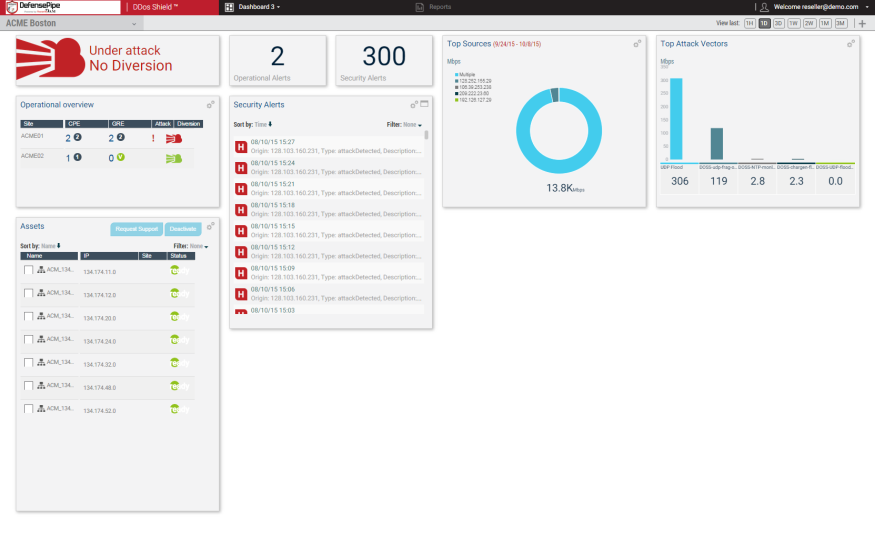 DefensePipe
DDos Shield ™
Dashboard 3
Reports
Welcome reseller@demo.com
ACME Boston
View last: 1H 1D 3D 1W 2W 1M 3M
Under attack
No Diversion
2
Operational Alerts
300
Security Alerts
Operational overview
Site CPE GRE Attack Diversion
ACME01 2 2 2 2 !
ACME02 1 1 0 V
Assets
Request Support Deactivate
Sort by: Name Filter: None
Name IP Site Status
ACM_134... 134.174.11.0
ACM_134... 134.174.12.0
ACM_134... 134.174.20.0
ACM_134... 134.174.24.0
ACM_134... 134.174.32.0
ACM_134... 134.174.48.0
ACM_134... 134.174.52.0
Security Alerts
Sort by: Time Filter: None
H 08/10/15 15:27
Origin: 128.103.160.231, Type: attackDetected, Description:...
H 08/10/15 15:24
Origin: 128.103.160.231, Type: attackDetected, Description:...
H 08/10/15 15:21
Origin: 128.103.160.231, Type: attackDetected, Description:...
H 08/10/15 15:18
Origin: 128.103.160.231, Type: attackDetected, Description:...
H 08/10/15 15:15
Origin: 128.103.160.231, Type: attackDetected, Description:...
H 08/10/15 15:12
Origin: 128.103.160.231, Type: attackDetected, Description:...
H 08/10/15 15:09
Origin: 128.103.160.231, Type: attackDetected, Description:...
H 08/10/15 15:06
Origin: 128.103.160.231, Type: attackDetected, Description:...
H 08/10/15 15:03
Top Sources (9/24/15 - 10/8/15)
Mbps
Multiple
125.252.155.20
106.39.253.238
209.222.23.60
192.126.127.20
13.8K Mbps
Top Attack Vectors
Mbps
350
300
250
200
150
100
50
0
UDP Flood DOSS-udp-frag-o... DOSS-NTP-monl... DOSS-chargen-R... DOSS-UDP-Flood...
306 119 2.8 2.3 0.0